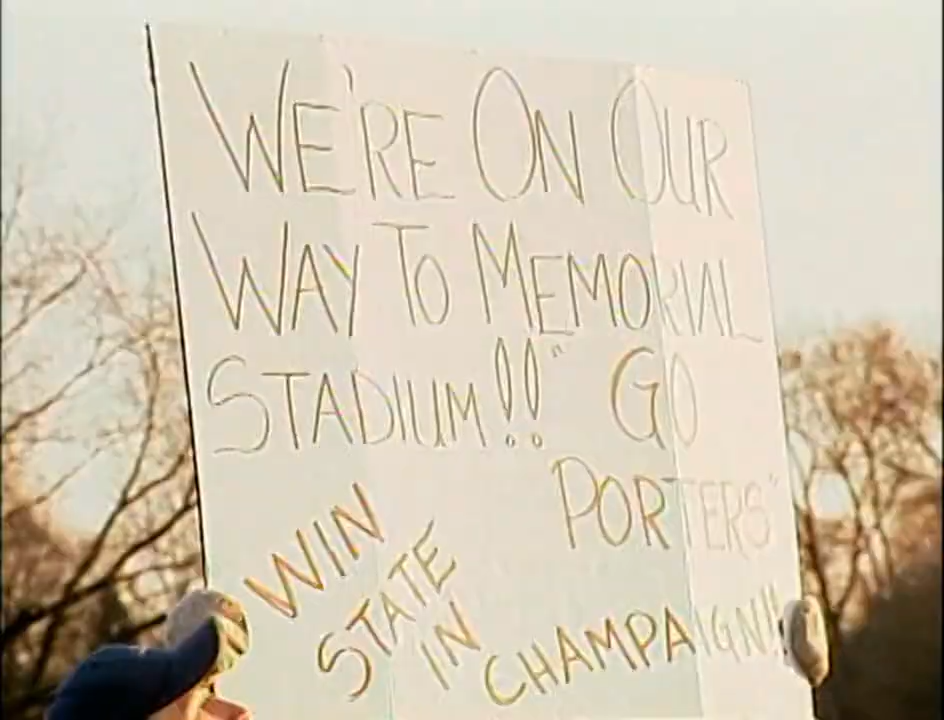 WE'RE ON OUR
WAY TO MEMORIAL
STADIUM!!" GO
PORTERS"
WIN
STATE
IN
CHAMPAIGN!!